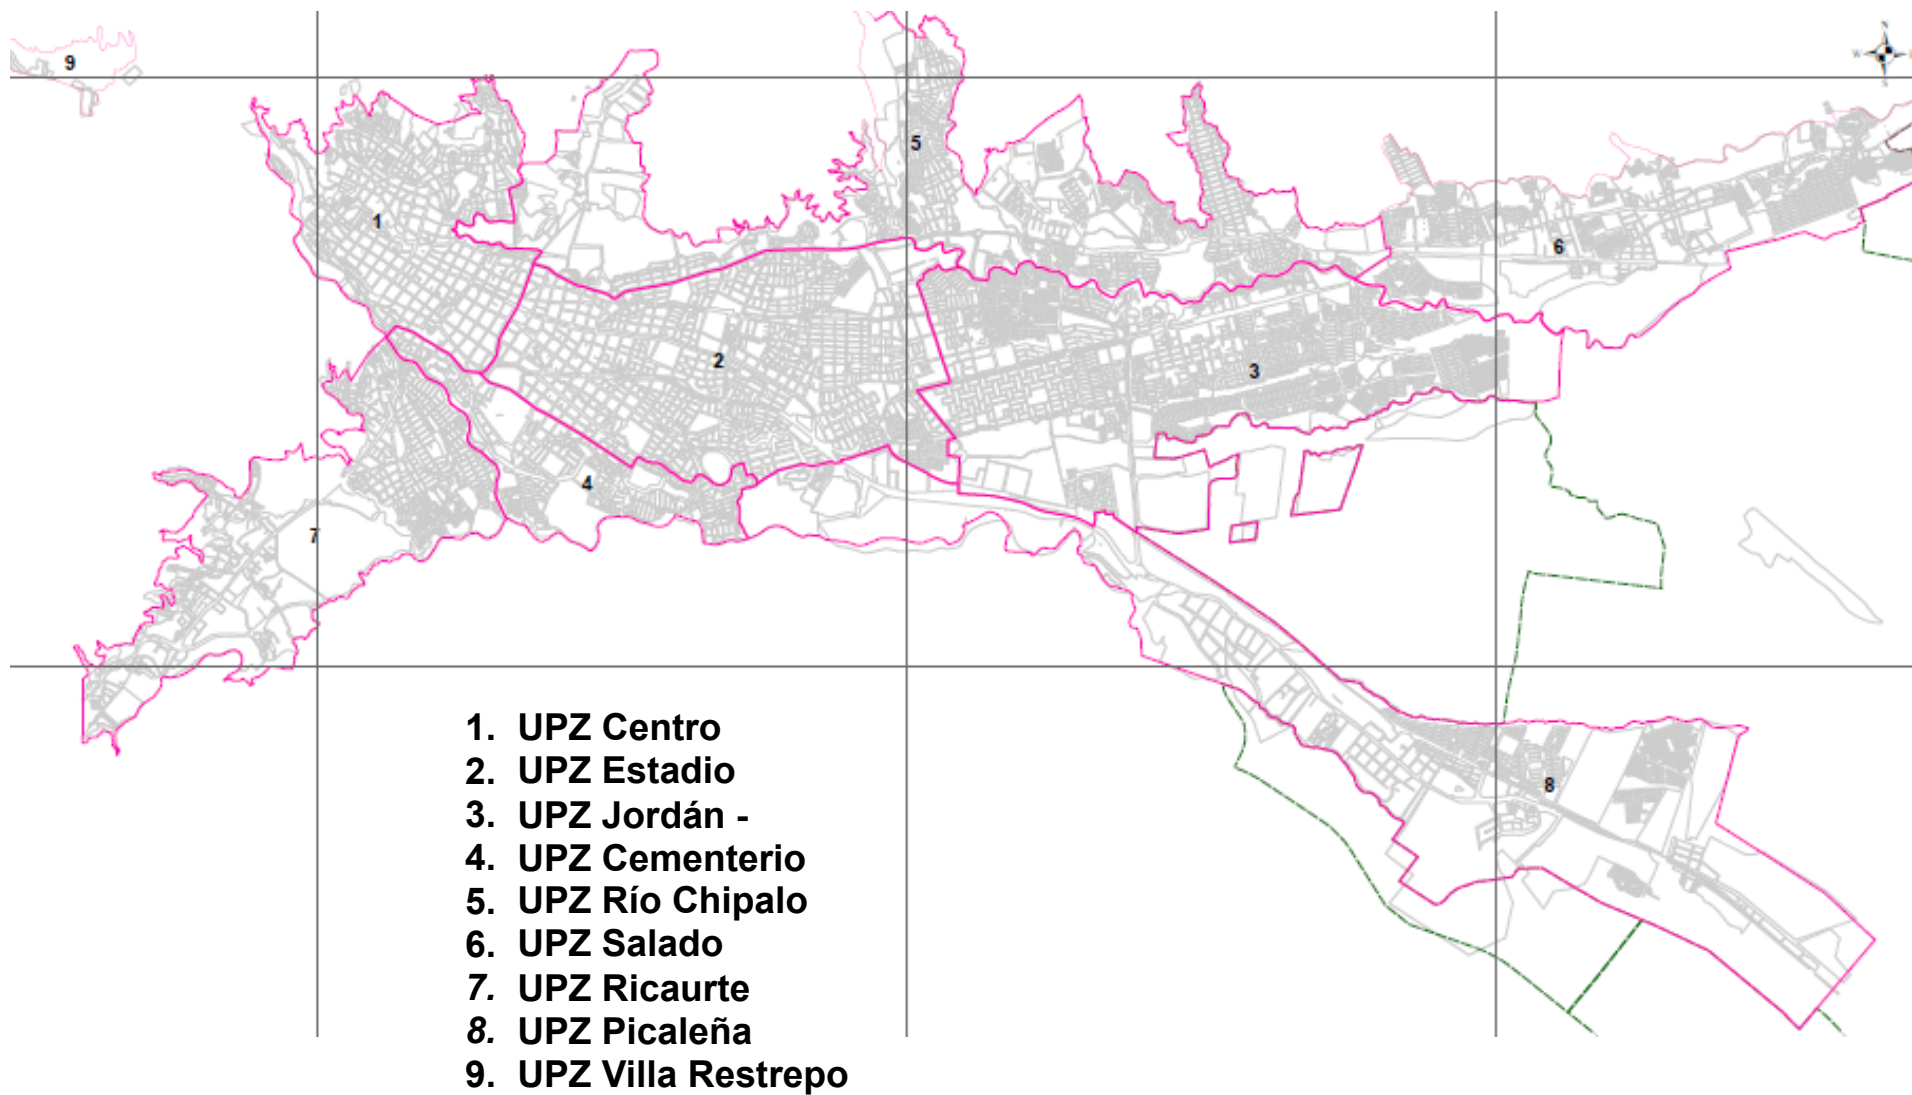 N
W
S
9
5
1
6
2
3
4
7
8
1. UPZ Centro
2. UPZ Estadio
3. UPZ Jordán -
4. UPZ Cementerio
5. UPZ Río Chipalo
6. UPZ Salado
7. UPZ Ricaurte
8. UPZ Picaleña
9. UPZ Villa Restrepo